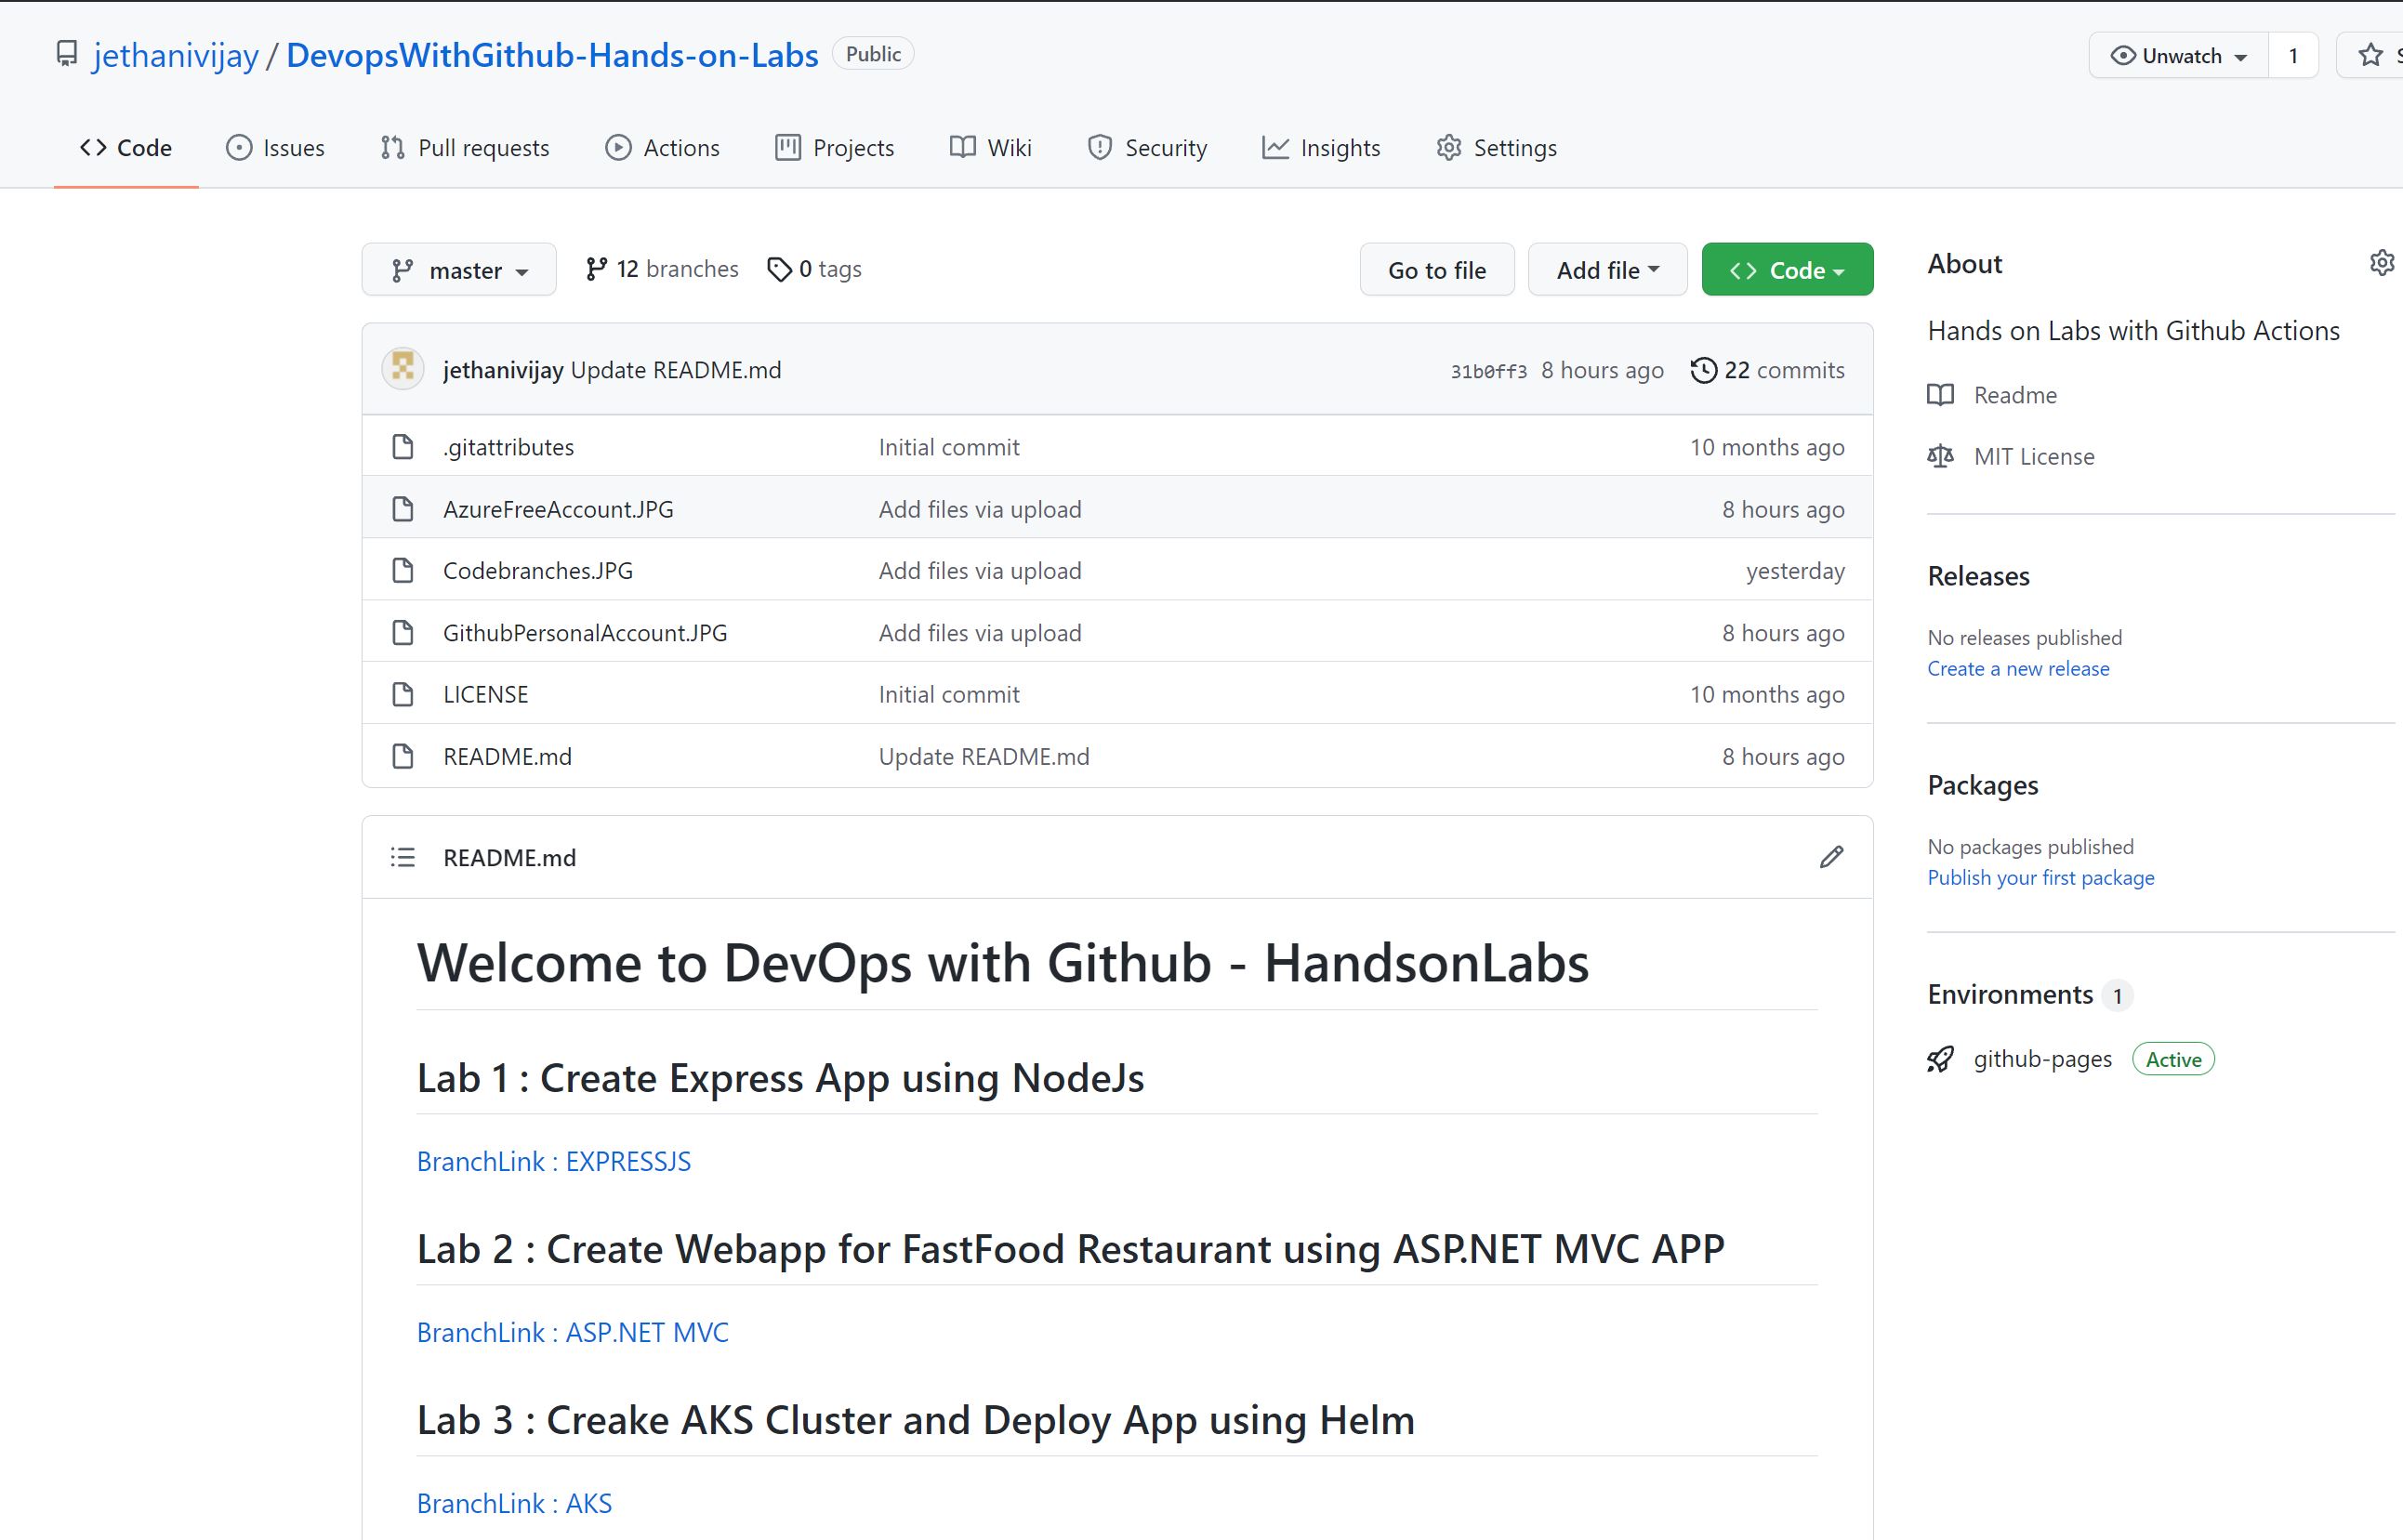 jethanivijay / DevopsWithGithub-Hands-on-Labs Public
Unwatch 1
Code Issues Pull requests Actions Projects Wiki Security Insights Settings
master 12 branches 0 tags Go to file Add file Code
jethanivijay Update README.md 31b0ff3 8 hours ago 22 commits
.gitattributes Initial commit 10 months ago
AzureFreeAccount.JPG Add files via upload 8 hours ago
Codebranches.JPG Add files via upload yesterday
GithubPersonalAccount.JPG Add files via upload 8 hours ago
LICENSE Initial commit 10 months ago
README.md Update README.md 8 hours ago
README.md
Welcome to DevOps with Github - HandsonLabs
Lab 1 : Create Express App using NodeJs
BranchLink : EXPRESSJS
Lab 2 : Create Webapp for FastFood Restaurant using ASP.NET MVC APP
BranchLink : ASP.NET MVC
Lab 3 : Creake AKS Cluster and Deploy App using Helm
BranchLink : AKS
About
Hands on Labs with Github Actions
Readme
MIT License
Releases
No releases published
Create a new release
Packages
No packages published
Publish your first package
Environments 1
github-pages Active